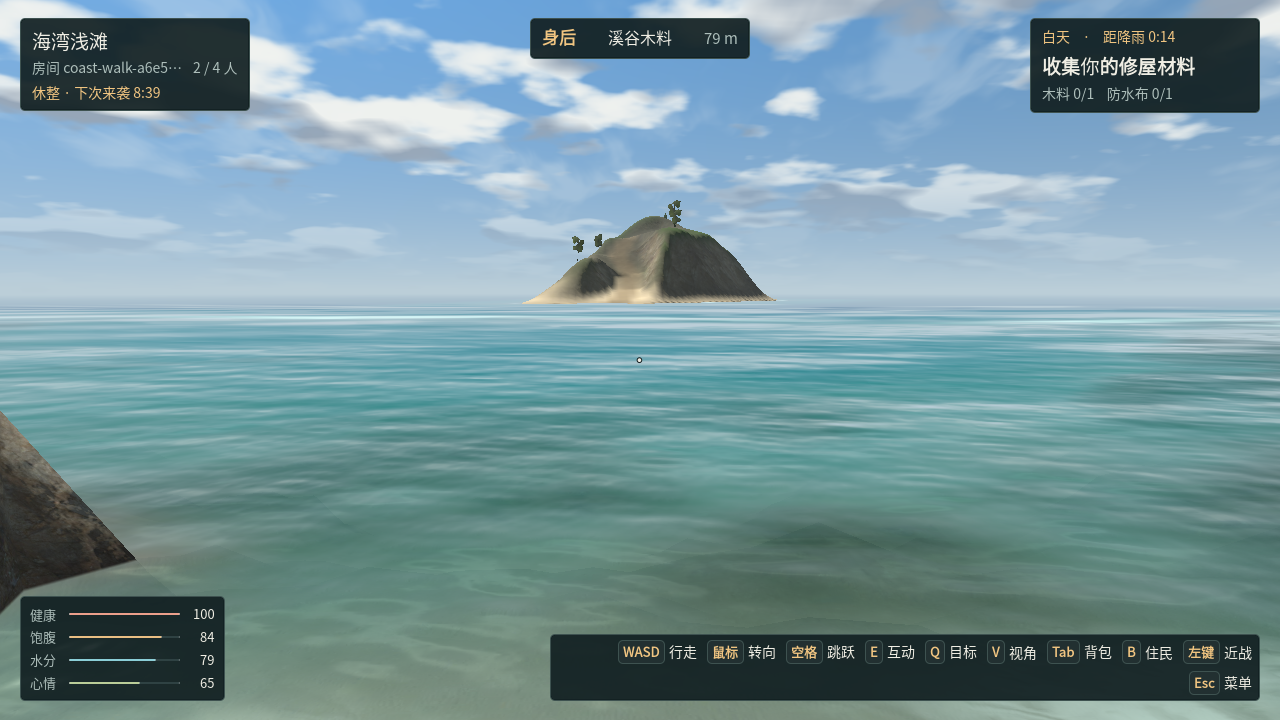 海湾浅滩
房间 coast-walk-a6e5… 2 / 4 人
休整 · 下次来袭 8:39
身后 溪谷木料 79 m
白天 · 距降雨 0:14
收集你的修屋材料
木料 0/1 防水布 0/1
健康 100
饱腹 84
水分 79
心情 65
WASD 行走 鼠标 转向 空格 跳跃 E 互动 Q 目标 V 视角 Tab 背包 B 住民 左键 近战
Esc 菜单